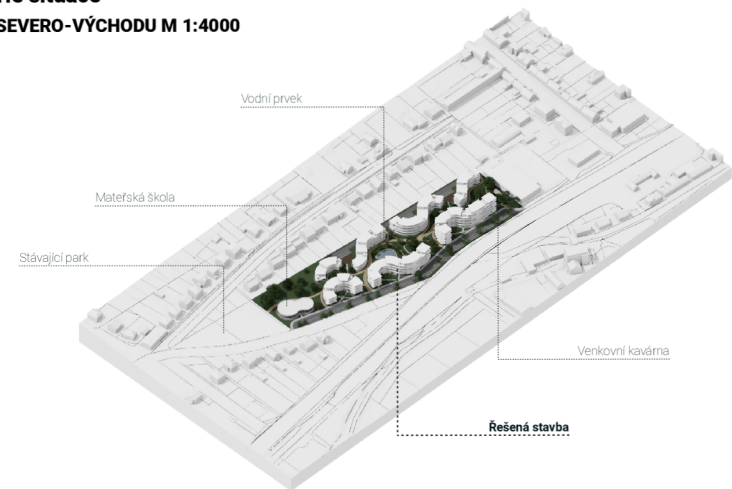 SEVERO-VÝCHODU M 1:4000
Vodní prvek
Mateřská škola
Stávající park
Venkovní kavárna
Řešená stavba